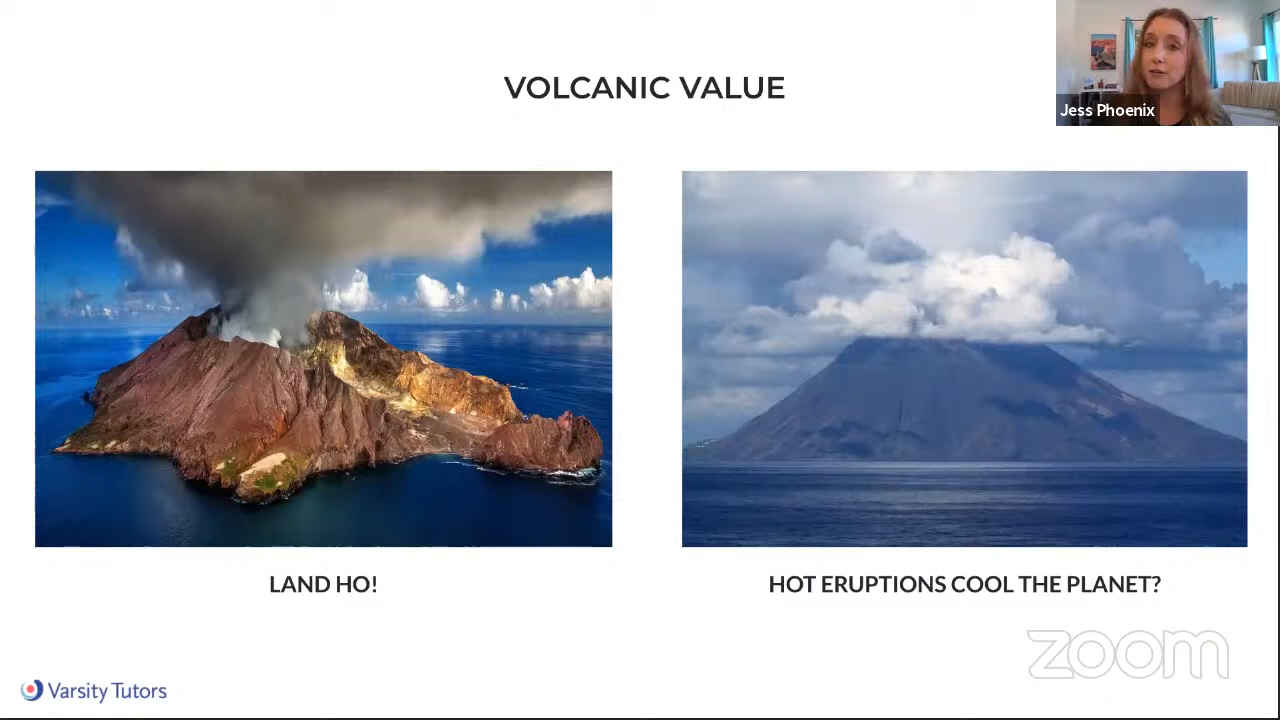 VOLCANIC VALUE
Jess Phoenix
LAND HO!
HOT ERUPTIONS COOL THE PLANET?
zoom
Varsity Tutors